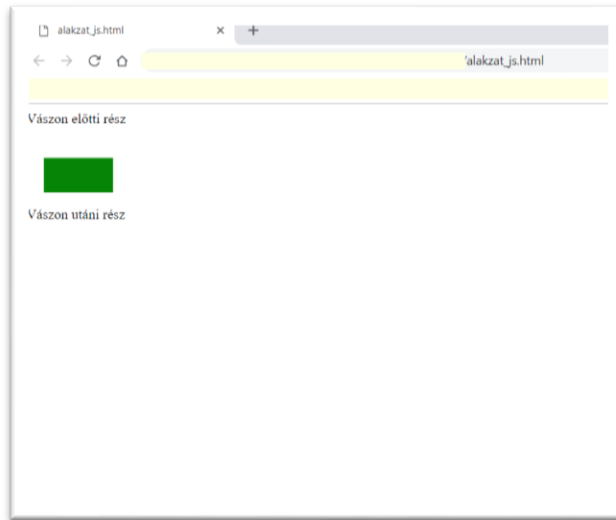 alakzat_js.html
/alakzat_js.html
Vászon előtti rész
Vászon utáni rész